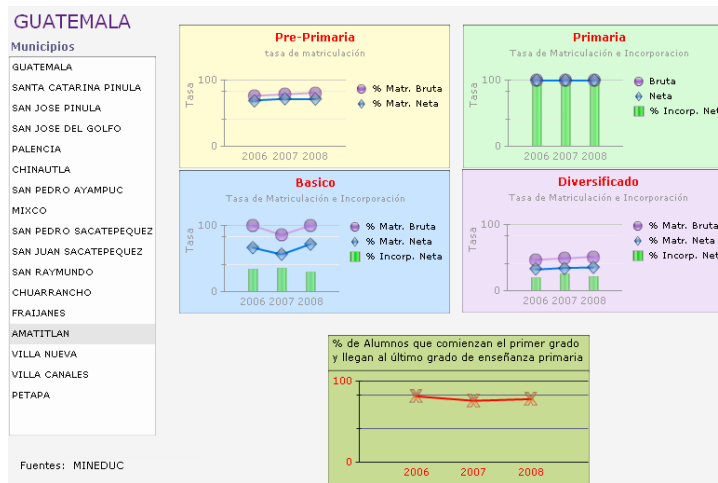 GUATEMALA
Municipios
GUATEMALA
SANTA CATARINA PINULA
SAN JOSE PINULA
SAN JOSE DEL GOLFO
PALENCIA
CHINAUTLA
SAN PEDRO AYAMPUC
MIXCO
SAN PEDRO SACATEPEQUEZ
SAN JUAN SACATEPEQUEZ
SAN RAYMUNDO
CHUARRANCHO
FRAIJANES
AMATITLAN
VILLA NUEVA
VILLA CANALES
PETAPA
Fuentes: MINEDUC
Pre-Primaria
tasa de matriculación
Tasa
100
0
2006 2007 2008
% Matr. Bruta
% Matr. Neta
Primaria
Tasa de Matriculación e Incorporacion
Tasa
100
0
2006 2007 2008
Bruta
Neta
% Incorp. Net
Basico
Tasa de Matriculación e Incorporación
Tasa
100
0
2006 2007 2008
% Matr. Bruta
% Matr. Neta
% Incorp. Neta
Diversificado
Tasa de Matriculación e Incorporación
Tasa
100
0
2006 2007 2008
% Matr. Bruta
% Matr. Neta
% Incorp. Neta
% de Alumnos que comienzan el primer grado
y llegan al último grado de enseñanza primaria
100
0
2006 2007 2008